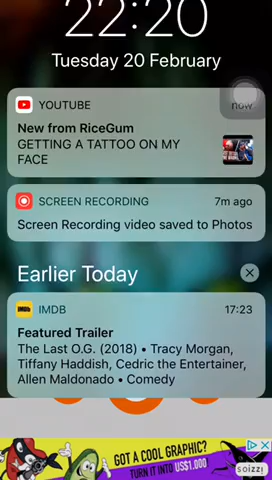 22:20
Tuesday 20 February
YOUTUBE
now
New from RiceGum
GETTING A TATTOO ON MY
FACE
SCREEN RECORDING
7m ago
Screen Recording video saved to Photos
Earlier Today
IMDb
IMDB
17:23
Featured Trailer
The Last O.G. (2018) • Tracy Morgan,
Tiffany Haddish, Cedric the Entertainer,
Allen Maldonado • Comedy
GOT A COOL GRAPHIC?
TURN IT INTO US$1,000
soizzi